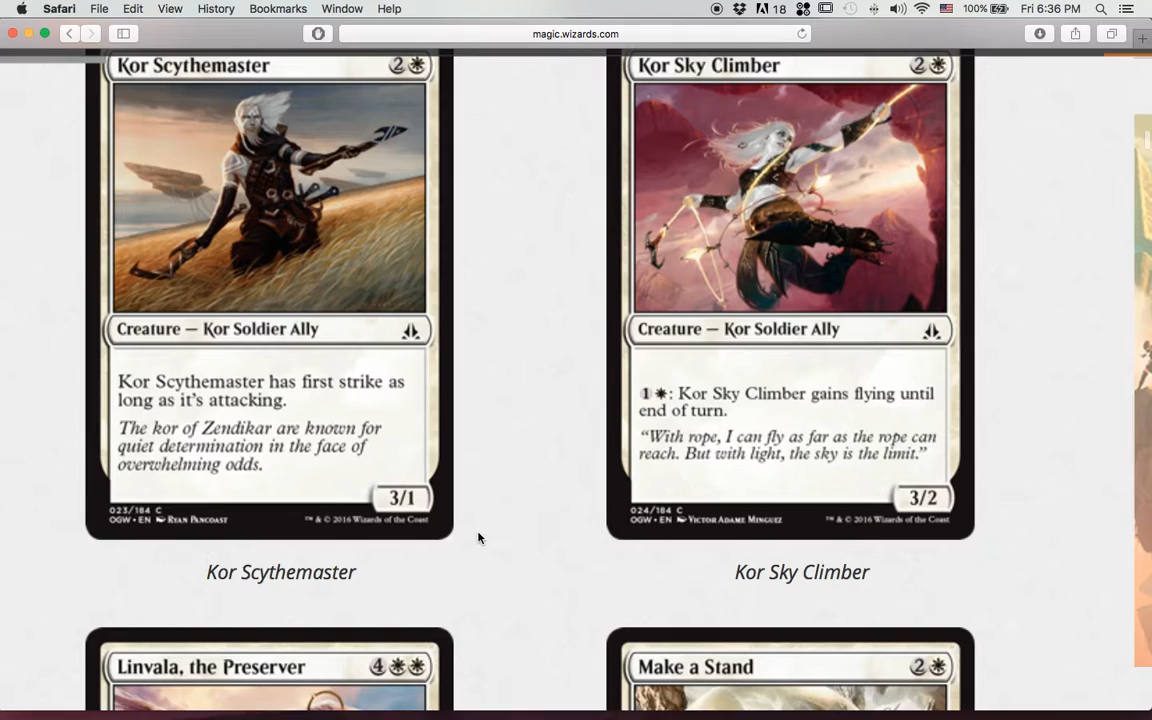 Safari File Edit View History Bookmarks Window Help 18 100% Fri 6:36 PM
magic.wizards.com
Kor Scythemaster 2
Creature — Kor Soldier Ally
Kor Scythemaster has first strike as
long as it's attacking.
The kor of Zendikar are known for
quiet determination in the face of
overwhelming odds.
3/1
023/184 C
OGW • EN Ryan Pancoast ™ & © 2016 Wizards of the Coast
Kor Scythemaster
Kor Sky Climber 2
Creature — Kor Soldier Ally
1: Kor Sky Climber gains flying until
end of turn.
“With rope, I can fly as far as the rope can
reach. But with light, the sky is the limit.”
3/2
024/184 C
OGW • EN Victor Adame Minguez ™ & © 2016 Wizards of the Coast
Kor Sky Climber
Linvala, the Preserver 4
Make a Stand 2